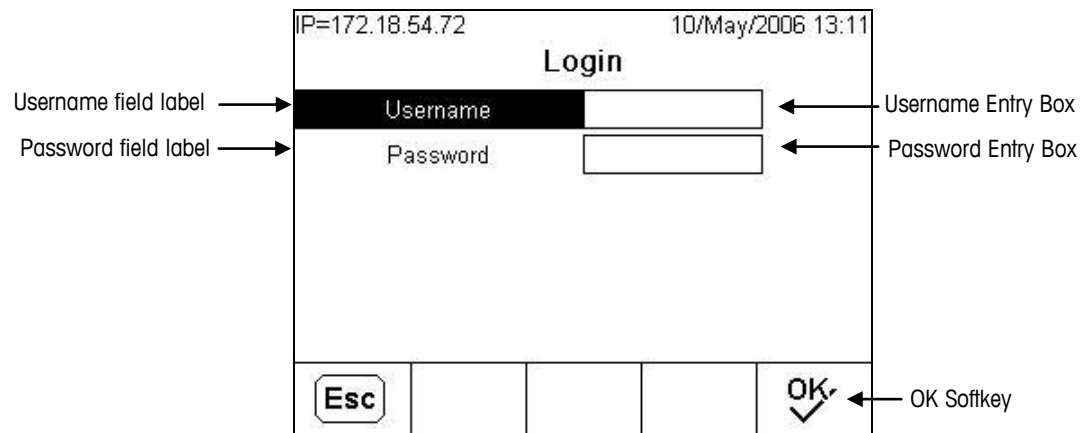 IP=172.18.54.72 10/May/2006 13:11
Login
Username field label Username Username Entry Box
Password field label Password Password Entry Box
Esc OK OK Softkey